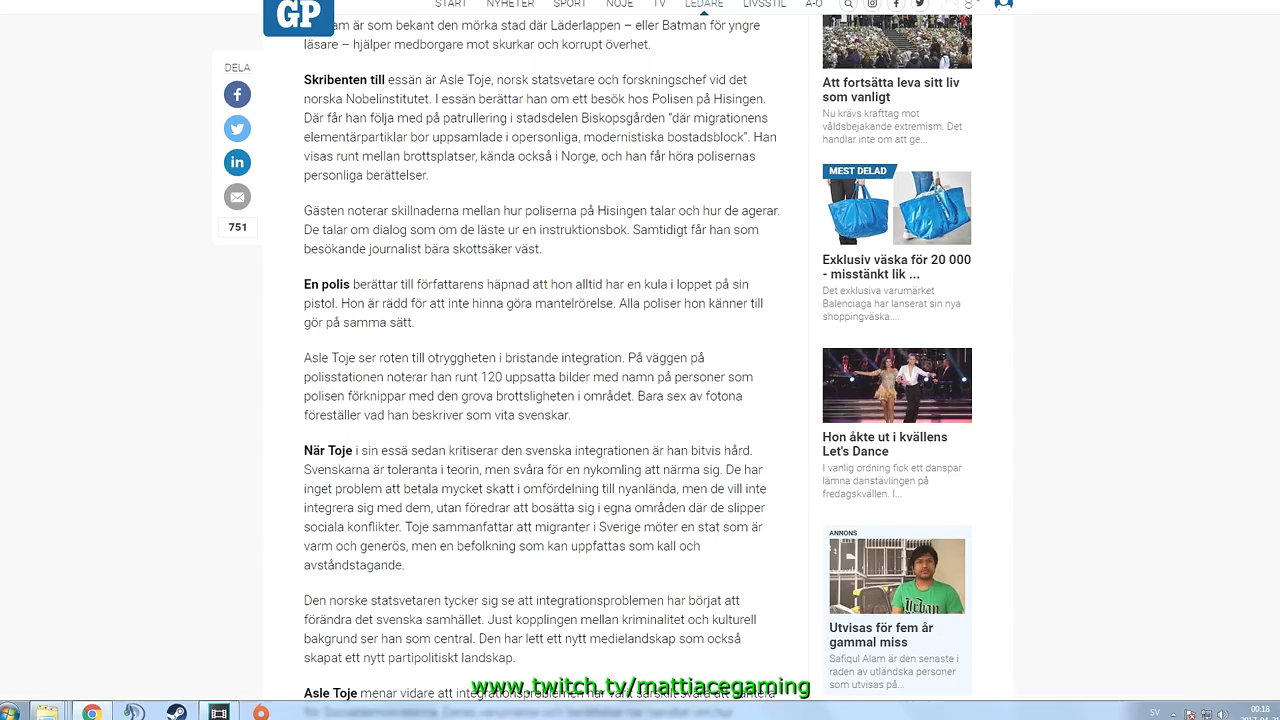 GP
START NYHETER SPORT NÖJE TV LEDARE LIVSSTIL A-Ö
am är som bekant den mörka stad där Läderlappen – eller Batman för yngre
läsare – hjälper medborgare mot skurkar och korrupt överhet.
DELA
751
Skribenten till essän är Asle Toje, norsk statsvetare och forskningschef vid det
norska Nobelinstitutet. I essän berättar han om ett besök hos Polisen på Hisingen.
Där får han följa med på patrullering i stadsdelen Biskopsgården "där migrationens
elementärpartiklar bor uppsamlade i opersonliga, modernistiska bostadsblock". Han
visas runt mellan brottsplatser, kända också i Norge, och han får höra polisernas
personliga berättelser.
Gästen noterar skillnaderna mellan hur poliserna på Hisingen talar och hur de agerar.
De talar om dialog som om de läste ur en instruktionsbok. Samtidigt får han som
besökande journalist bära skottsäker väst.
En polis berättar till författarens häpnad att hon alltid har en kula i loppet på sin
pistol. Hon är rädd för att inte hinna göra mantelrörelse. Alla poliser hon känner till
gör på samma sätt.
Asle Toje ser roten till otryggheten i bristande integration. På väggen på
polisstationen noterar han runt 120 uppsatta bilder med namn på personer som
polisen förknippar med den grova brottsligheten i området. Bara sex av fotona
föreställer vad han beskriver som vita svenskar.
När Toje i sin essä sedan kritiserar den svenska integrationen är han bitvis hård.
Svenskarna är toleranta i teorin, men svåra för en nykomling att närma sig. De har
inget problem att betala mycket skatt i omfördelning till nyanlända, men de vill inte
integrera sig med dem, utan föredrar att bosätta sig i egna områden där de slipper
sociala konflikter. Toje sammanfattar att migranter i Sverige möter en stat som är
varm och generös, men en befolkning som kan uppfattas som kall och
avståndstagande.
Den norske statsvetaren tycker sig se att integrationsproblemen har börjat att
förändra det svenska samhället. Just kopplingen mellan kriminalitet och kulturell
bakgrund ser han som central. Den har lett ett nytt medielandskap som också
skapat ett nytt partipolitiskt landskap.
Asle Toje menar vidare att
www.twitch.tv/mattiacegaming
Att fortsätta leva sitt liv
som vanligt
Nu krävs krafttag mot
våldsbejakande extremism. Det
handlar inte om att ge...
MEST DELAD
Exklusiv väska för 20 000
- misstänkt lik ...
Det exklusiva varumärket
Balenciaga har lanserat sin nya
shoppingväska....
Hon åkte ut i kvällens
Let's Dance
I vanlig ordning fick ett danspar
lämna danstävlingen på
fredagskvällen. I...
ANNONS
Utvisas för fem år
gammal miss
Safiqul Alam är den senaste i
raden av utländska personer
som utvisas på...
SV
00:18